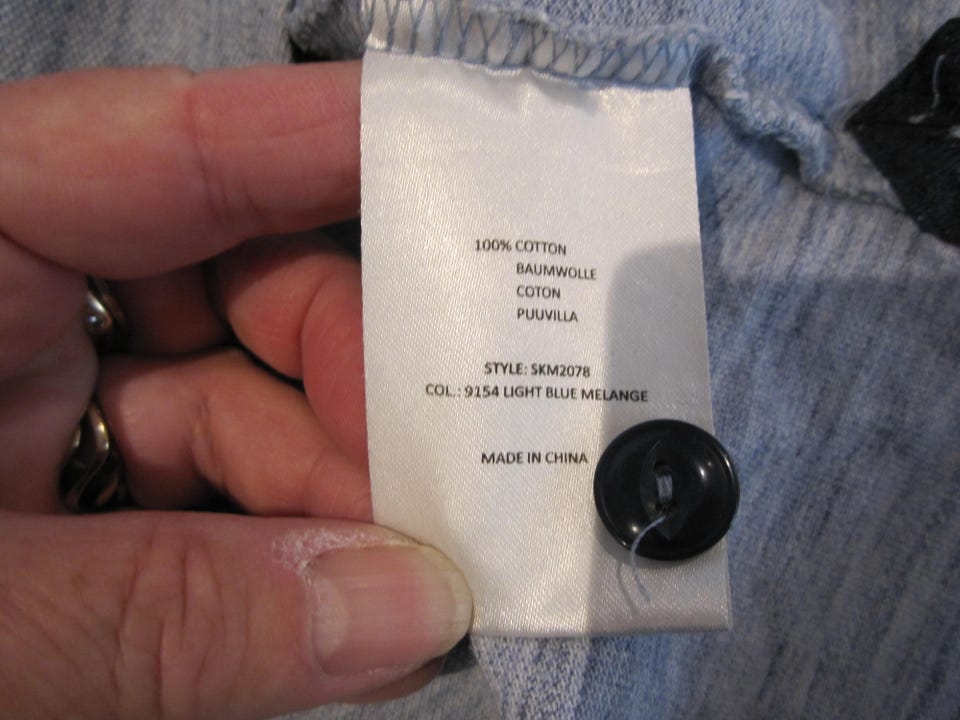 100% COTTON
BAUMWOLLE
COTON
PUUVILLA
STYLE: SKM2078
COL.: 9154 LIGHT BLUE MELANGE
MADE IN CHINA